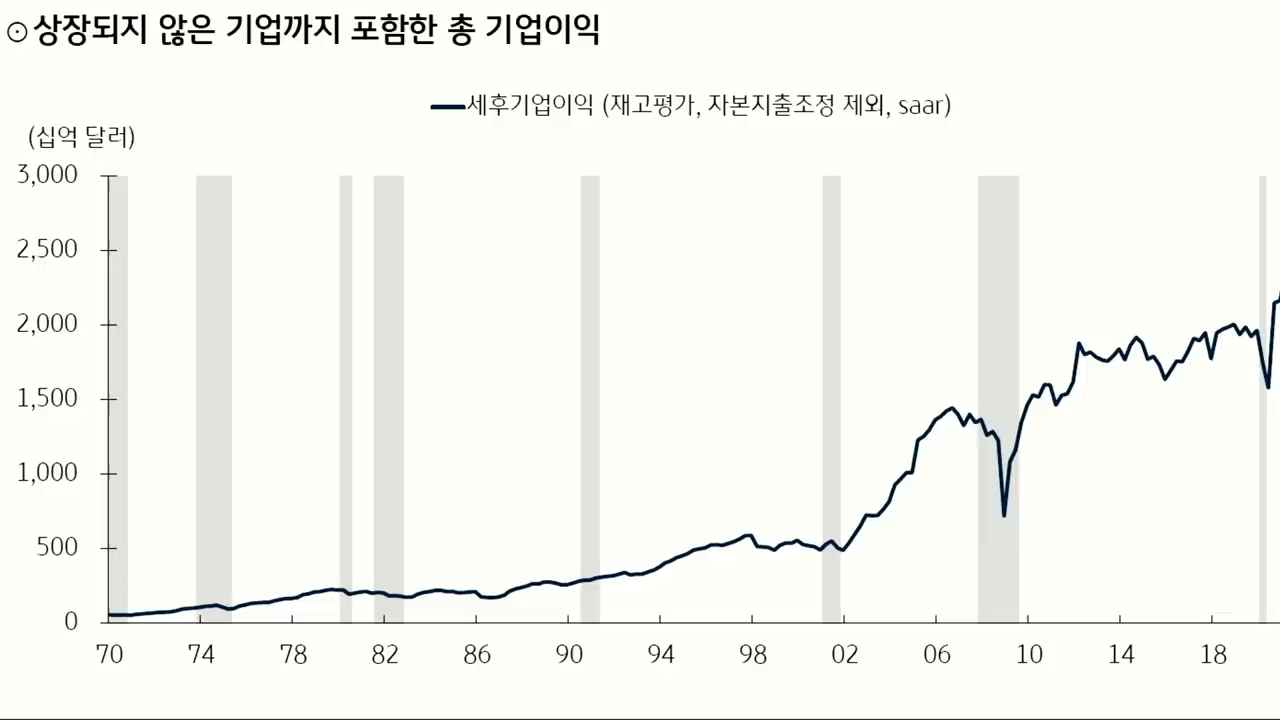 ⊙상장되지 않은 기업까지 포함한 총 기업이익
세후기업이익 (재고평가, 자본지출조정 제외, saar)
(십억 달러)
3,000
2,500
2,000
1,500
1,000
500
0
70 74 78 82 86 90 94 98 02 06 10 14 18